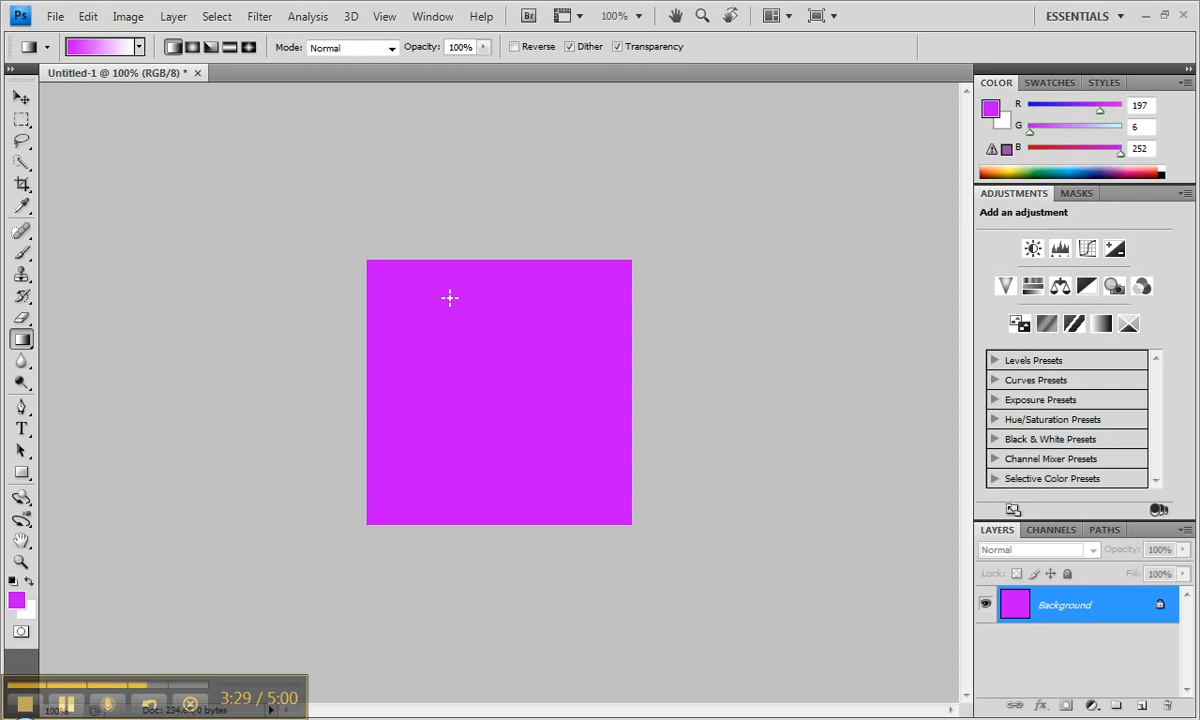 Ps File Edit Image Layer Select Filter Analysis 3D View Window Help Br 100% ESSENTIALS
Mode: Normal Opacity: 100% Reverse Dither Transparency
Untitled-1 @ 100% (RGB/8) * ×
COLOR SWATCHES STYLES
R 197
G 6
B 252
ADJUSTMENTS MASKS
Add an adjustment
Levels Presets
Curves Presets
Exposure Presets
Hue/Saturation Presets
Black & White Presets
Channel Mixer Presets
Selective Color Presets
LAYERS CHANNELS PATHS
Normal Opacity: 100%
Lock: Fill: 100%
Background
T
3:29 / 5:00
100%
bytes